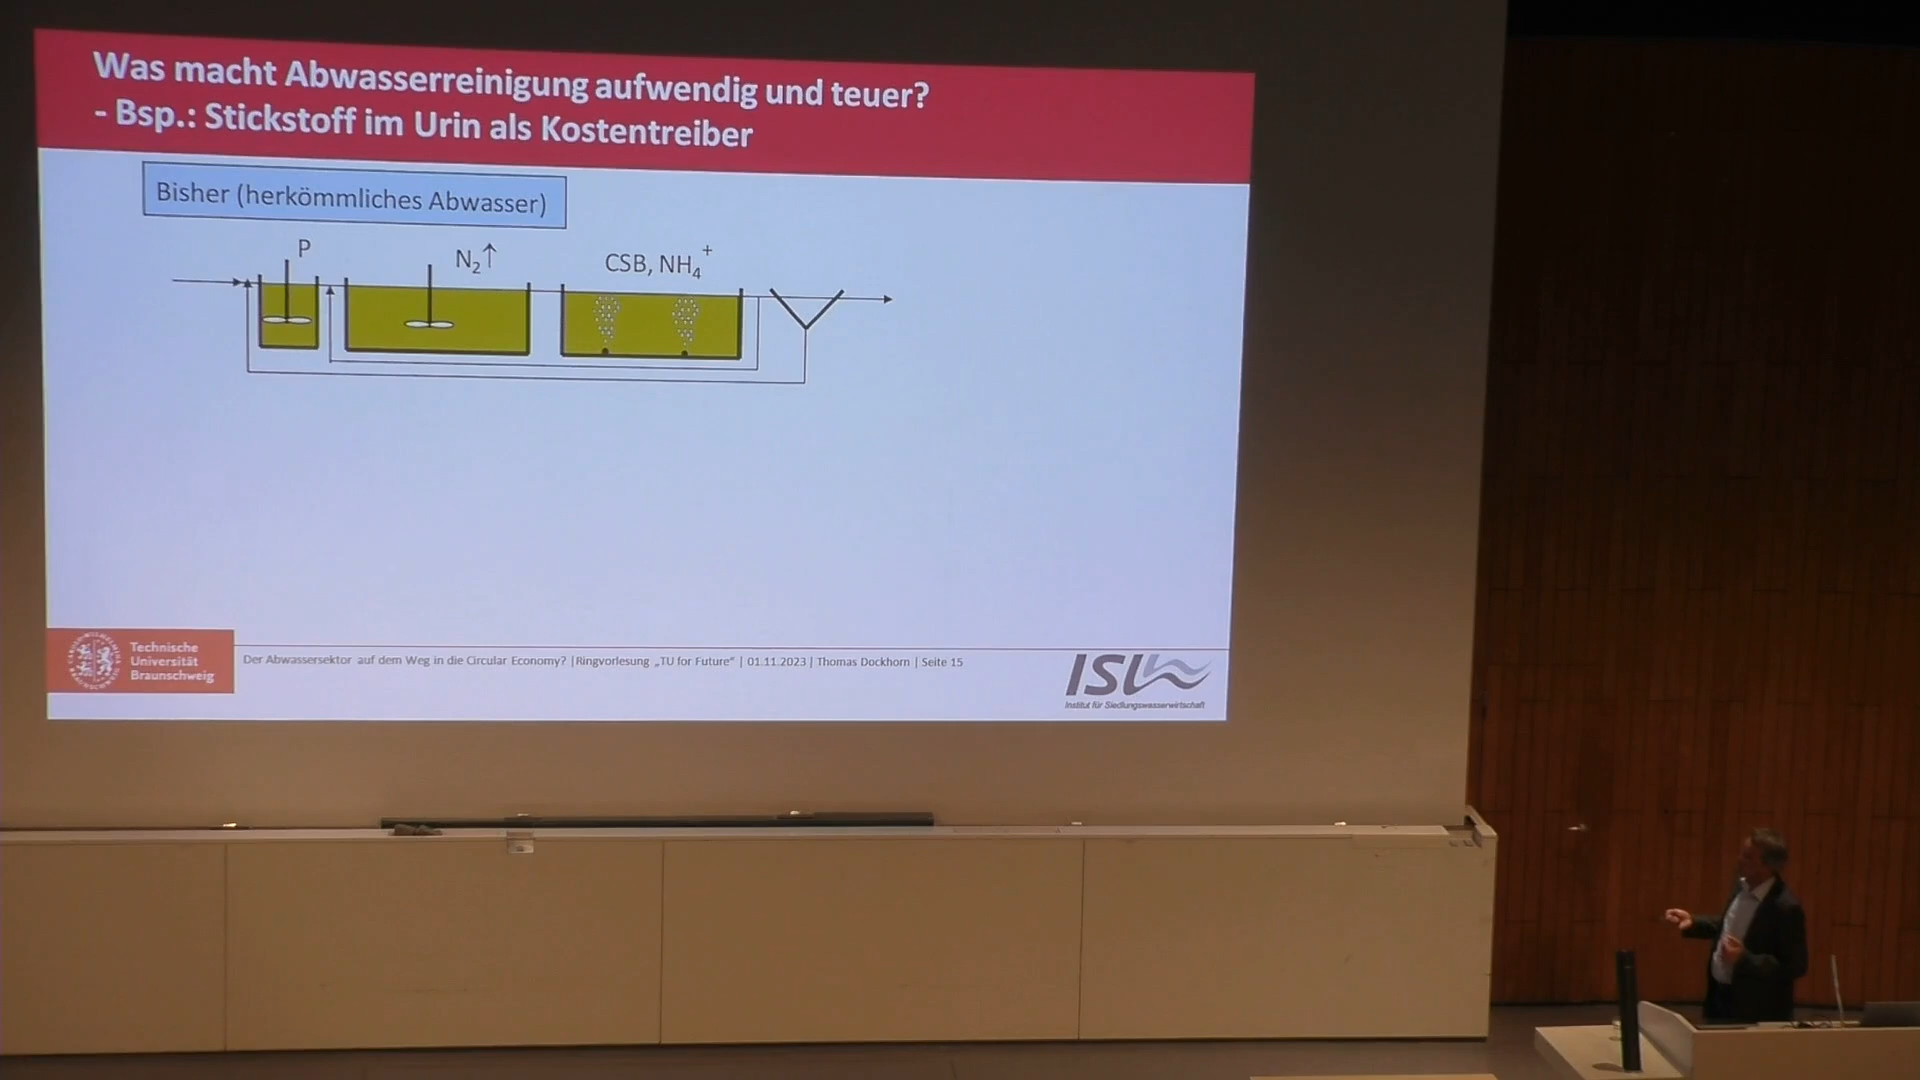 Was macht Abwasserreinigung aufwendig und teuer?
- Bsp.: Stickstoff im Urin als Kostentreiber
Bisher (herkömmliches Abwasser)
P
N₂↑
CSB, NH₄⁺
Technische
Universität
Braunschweig
Der Abwassersektor auf dem Weg in die Circular Economy? |Ringvorlesung „TU for Future“ | 01.11.2023 | Thomas Dockhorn | Seite 15
ISW
Institut für Siedlungswasserwirtschaft